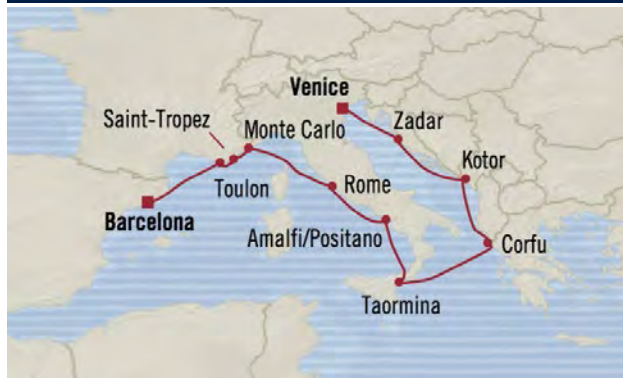 Venice
Saint-Tropez
Zadar
Monte Carlo
Kotor
Toulon
Rome
Barcelona
Amalfi/Positano
Corfu
Taormina